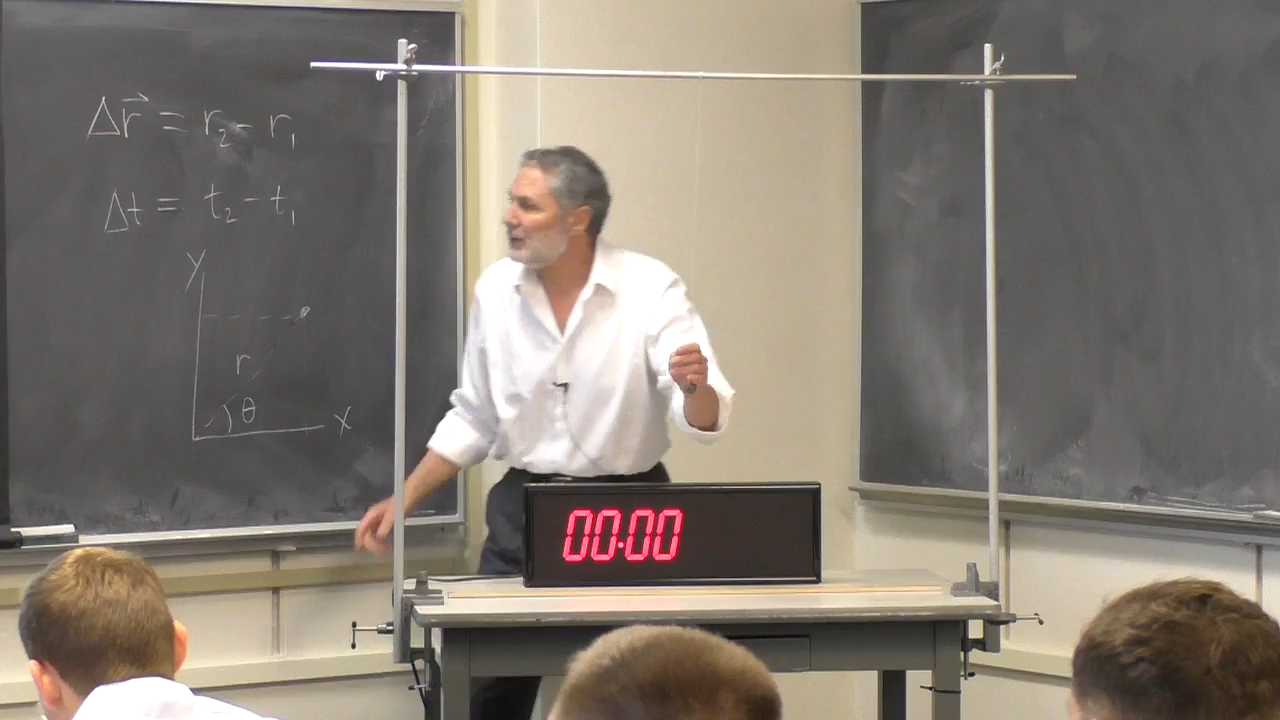 Δr⃗ = r₂ - r₁
Δt = t₂ - t₁
y
r
θ
x
00:00